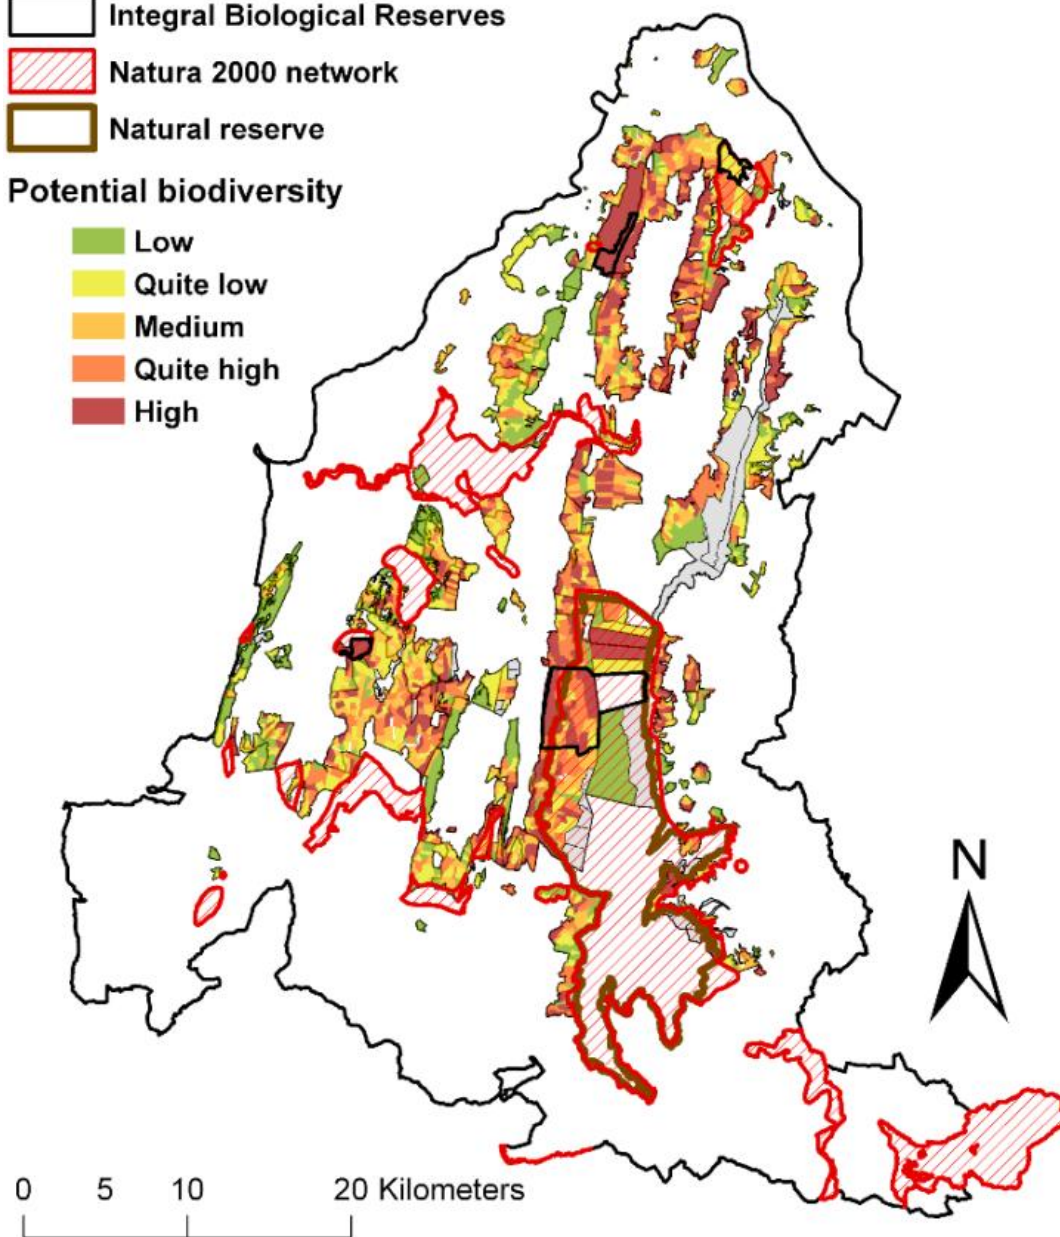 Integral Biological Reserves
Natura 2000 network
Natural reserve
Potential biodiversity
Low
Quite low
Medium
Quite high
High
N
0 5 10 20 Kilometers